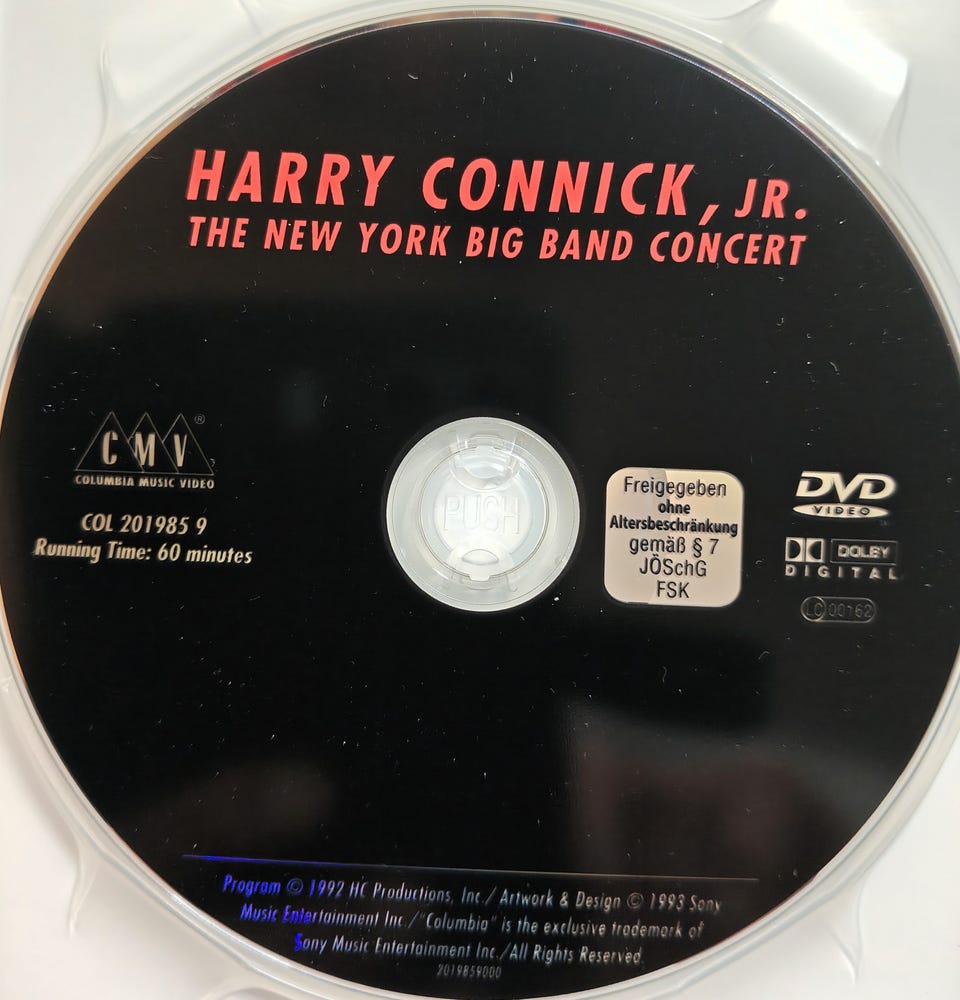 HARRY CONNICK, JR.
THE NEW YORK BIG BAND CONCERT
CMV®
COLUMBIA MUSIC VIDEO
COL 201985 9
Running Time: 60 minutes
PUSH
Freigegeben
ohne
Altersbeschränkung
gemäß § 7
JÖSchG
FSK
DVD
VIDEO
DOLBY
DIGITAL
LC 00162
Program © 1992 HC Productions, Inc./ Artwork & Design © 1993 Sony
Music Entertainment Inc./"Columbia" is the exclusive trademark of
Sony Music Entertainment Inc./All Rights Reserved.
2019859000